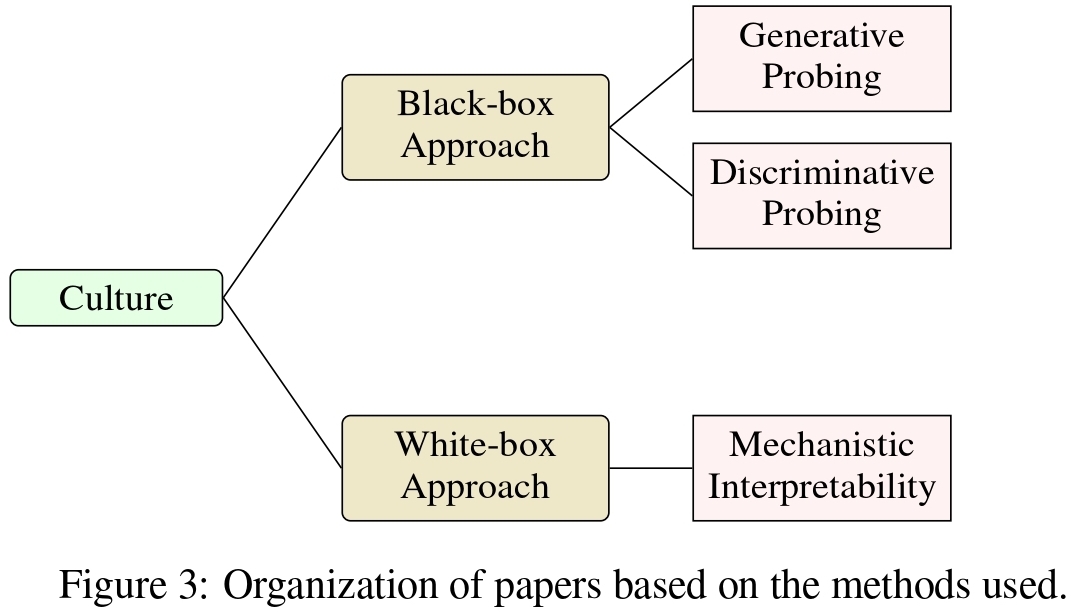 Generative
Probing
Black-box
Approach
Discriminative
Probing
Culture
White-box
Approach
Mechanistic
Interpretability
Figure 3: Organization of papers based on the methods used.